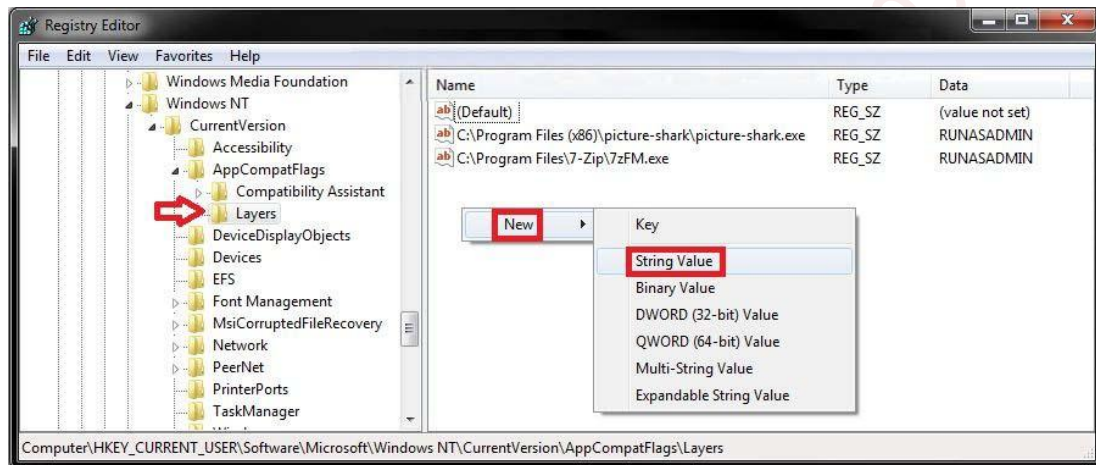 Registry Editor
File Edit View Favorites Help
Windows Media Foundation
Windows NT
CurrentVersion
Accessibility
AppCompatFlags
Compatibility Assistant
Layers
DeviceDisplayObjects
Devices
EFS
Font Management
MsiCorruptedFileRecovery
Network
PeerNet
PrinterPorts
TaskManager
Name Type Data
(Default) REG_SZ (value not set)
C:\Program Files (x86)\picture-shark\picture-shark.exe REG_SZ RUNASADMIN
C:\Program Files\7-Zip\7zFM.exe REG_SZ RUNASADMIN
New
Key
String Value
Binary Value
DWORD (32-bit) Value
QWORD (64-bit) Value
Multi-String Value
Expandable String Value
Computer\HKEY_CURRENT_USER\Software\Microsoft\Windows NT\CurrentVersion\AppCompatFlags\Layers